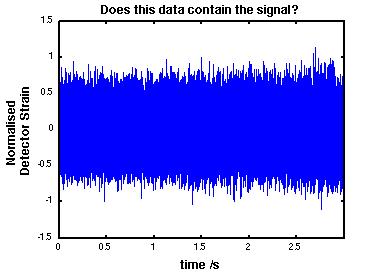 Does this data contain the signal?
1.5
1
0.5
0
-0.5
-1
-1.5
Normalised
Detector Strain
0 0.5 1 1.5 2 2.5
time /s